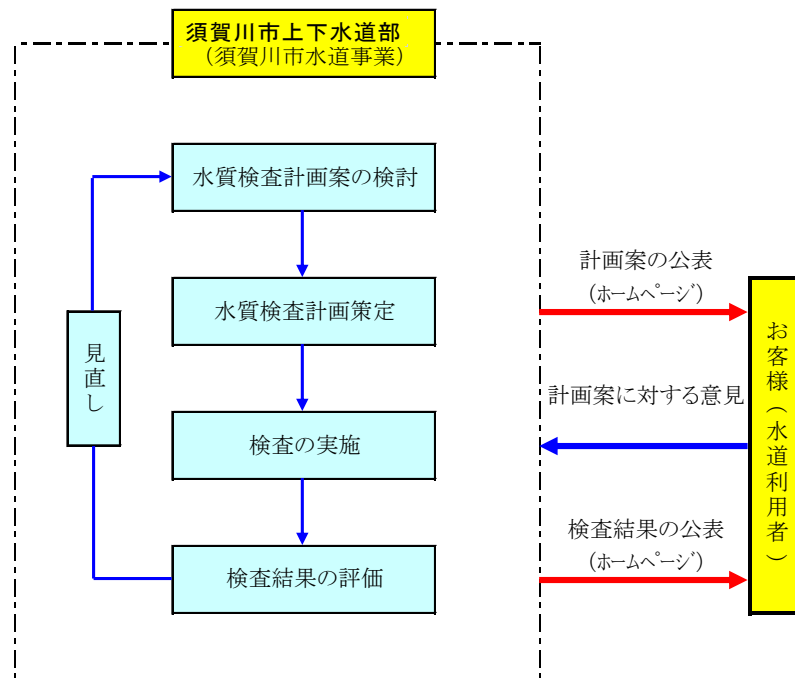 須賀川市上下水道部
（須賀川市水道事業）
水質検査計画案の検討
水質検査計画策定
見直し
検査の実施
検査結果の評価
計画案の公表
(ﾎｰﾑﾍﾟｰｼﾞ)
計画案に対する意見
検査結果の公表
(ﾎｰﾑﾍﾟｰｼﾞ)
お客様（水道利用者）